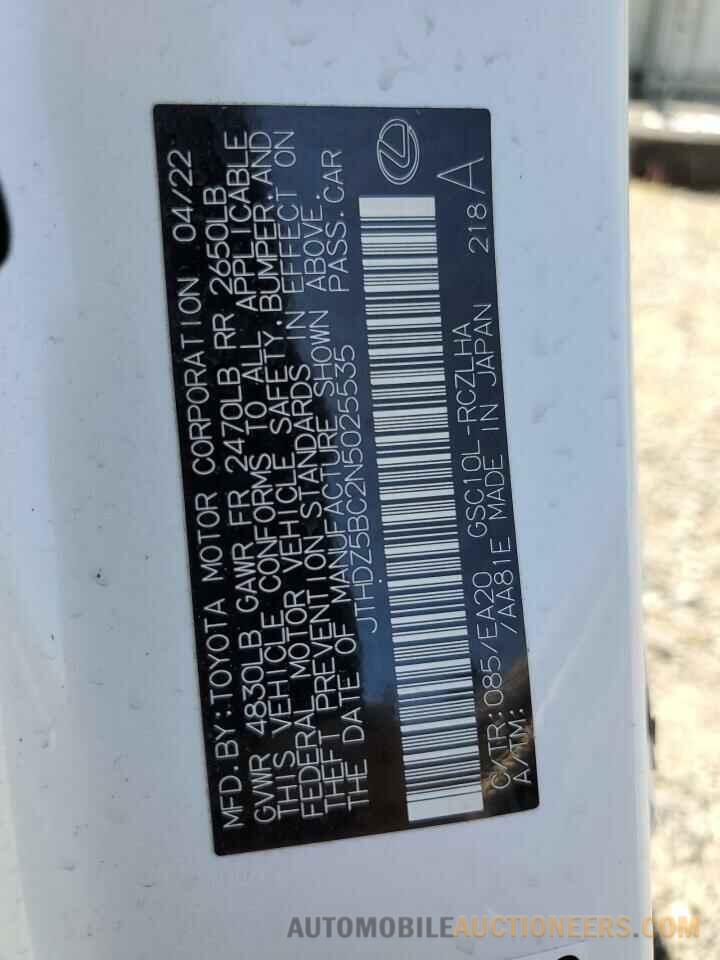 MFD.BY:TOYOTA MOTOR CORPORATION 04/22
GVWR 4830LB GAWR FR 2470LB RR 2650LB
THIS VEHICLE CONFORMS TO ALL APPLICABLE
FEDERAL MOTOR VEHICLE SAFETY,BUMPER,AND
THEFT PREVENTION STANDARDS IN EFFECT ON
THE DATE OF MANUFACTURE SHOWN ABOVE.
JTHDZ5BC2N5025535 PASS.CAR
C/TR:085/EA20 GSC10L-RCZLHA 218A
A/TM: /AA81E MADE IN JAPAN
AUTOMOBILEAUCTIONEERS.COM